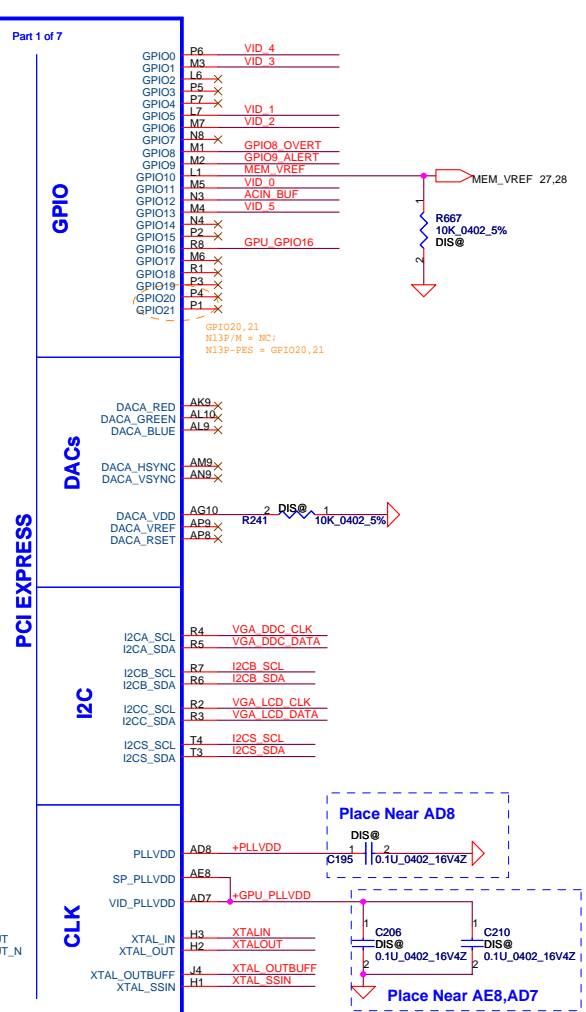 Part 1 of 7
GPIO0 P6 VID_4
GPIO1 M3 VID_3
GPIO2 L6
GPIO3 P5
GPIO4 P7
GPIO5 L7 VID_1
GPIO6 M7 VID_2
GPIO7 N8
GPIO8 M1 GPIO8_OVERT
GPIO9 M2 GPIO9_ALERT
GPIO10 L1 MEM_VREF MEM_VREF 27,28
GPIO11 M5 VID_0
GPIO12 N3 ACIN_BUF
GPIO13 M4 VID_5
GPIO14 N4
GPIO15 P2
GPIO16 R8 GPU_GPIO16
GPIO17 M6
GPIO18 R1
GPIO19 P3
GPIO20 P4
GPIO21 P1
GPIO
1
R667
10K_0402_5%
DIS@
2
GPIO20,21
N13P/M = NC;
N13P-PES = GPIO20,21
DACA_RED AK9
DACA_GREEN AL10
DACA_BLUE AL9
DACA_HSYNC AM9
DACA_VSYNC AN9
DACA_VDD AG10 2 DIS@ 1
R241 10K_0402_5%
DACA_VREF AP9
DACA_RSET AP8
DACs
PCI EXPRESS
I2CA_SCL R4 VGA_DDC_CLK
I2CA_SDA R5 VGA_DDC_DATA
I2CB_SCL R7 I2CB_SCL
I2CB_SDA R6 I2CB_SDA
I2CC_SCL R2 VGA_LCD_CLK
I2CC_SDA R3 VGA_LCD_DATA
I2CS_SCL T4 I2CS_SCL
I2CS_SDA T3 I2CS_SDA
I2C
Place Near AD8
DIS@
PLLVDD AD8 +PLLVDD 1 2
C195 0.1U_0402_16V4Z
SP_PLLVDD AE8
VID_PLLVDD AD7 +GPU_PLLVDD
XTAL_IN H3 XTALIN
XTAL_OUT H2 XTALOUT
XTAL_OUTBUFF J4 XTAL_OUTBUFF
XTAL_SSIN H1 XTAL_SSIN
CLK
1 1
C206 C210
DIS@ DIS@
0.1U_0402_16V4Z 0.1U_0402_16V4Z
2 2
Place Near AE8,AD7
UT
UT_N